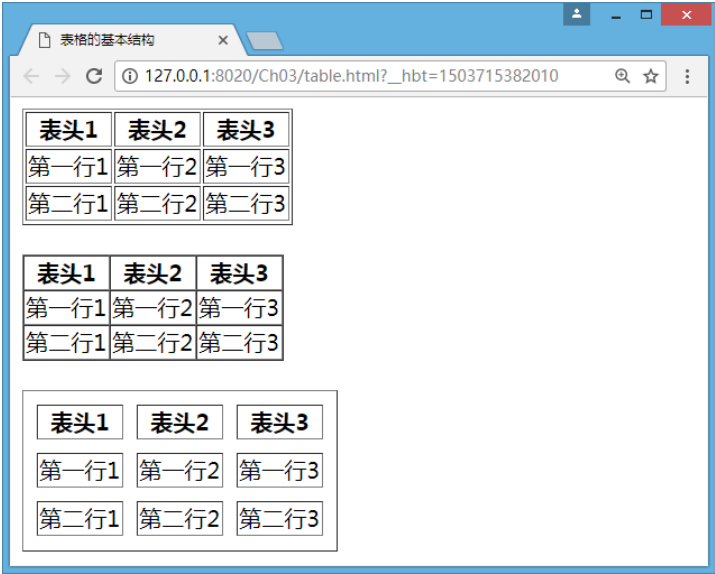 表格的基本结构
127.0.0.1:8020/Ch03/table.html?__hbt=1503715382010
表头1 表头2 表头3
第一行1 第一行2 第一行3
第二行1 第二行2 第二行3
表头1 表头2 表头3
第一行1 第一行2 第一行3
第二行1 第二行2 第二行3
表头1 表头2 表头3
第一行1 第一行2 第一行3
第二行1 第二行2 第二行3